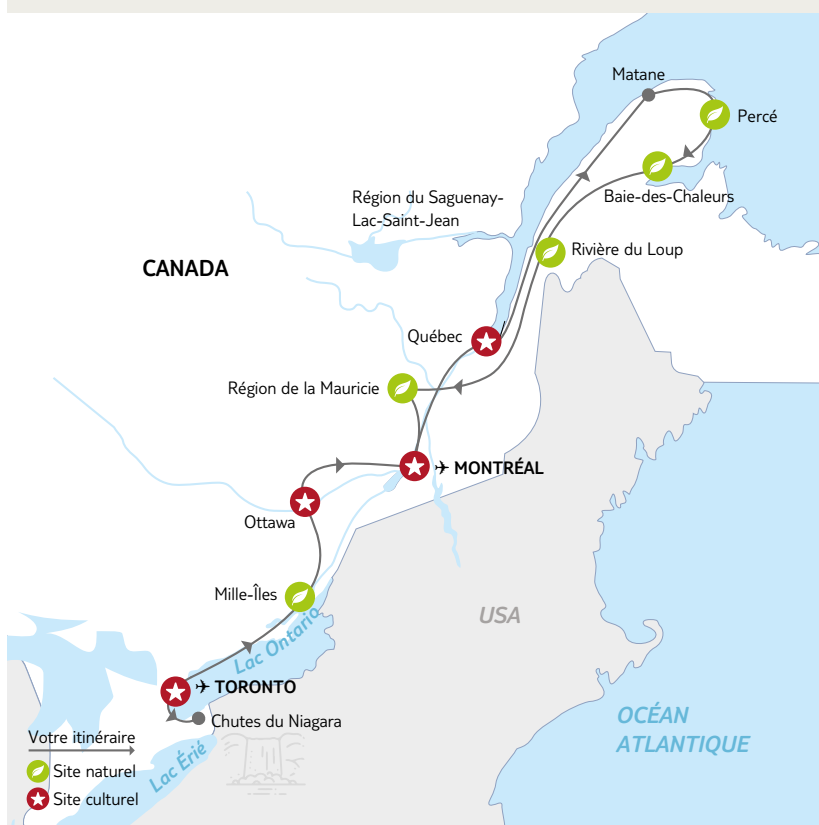 Matane
Percé
Baie-des-Chaleurs
Région du Saguenay-
Lac-Saint-Jean
Rivière du Loup
CANADA
Québec
Région de la Mauricie
MONTRÉAL
Ottawa
Mille-Îles
USA
Lac Ontario
TORONTO
Chutes du Niagara
OCÉAN
ATLANTIQUE
Votre itinéraire
Lac Érié
Site naturel
Site culturel